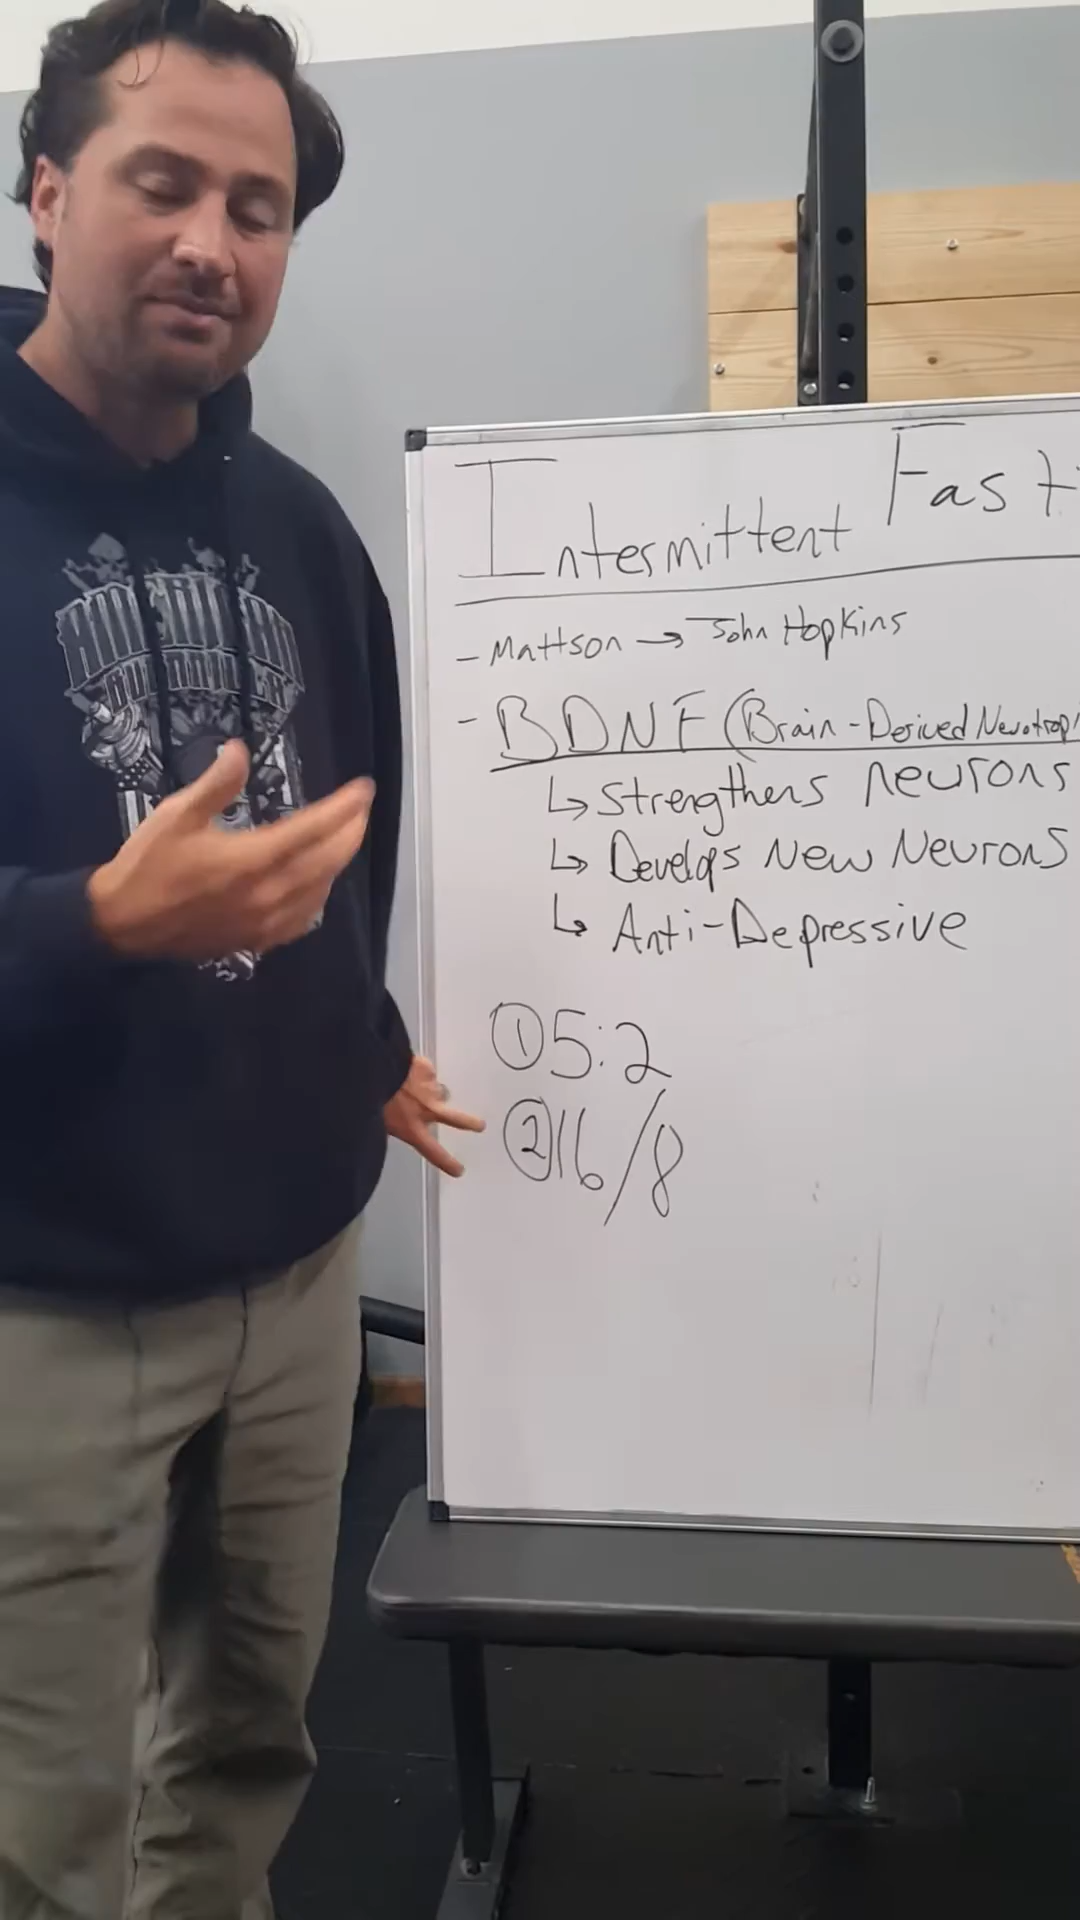 Intermittent Fast
- Mattson → John Hopkins
- BDNF (Brain-Derived Neurotroph
↳ Strengthens neurons
↳ Develops New Neurons
↳ Anti-Depressive
① 5:2
② 16/8